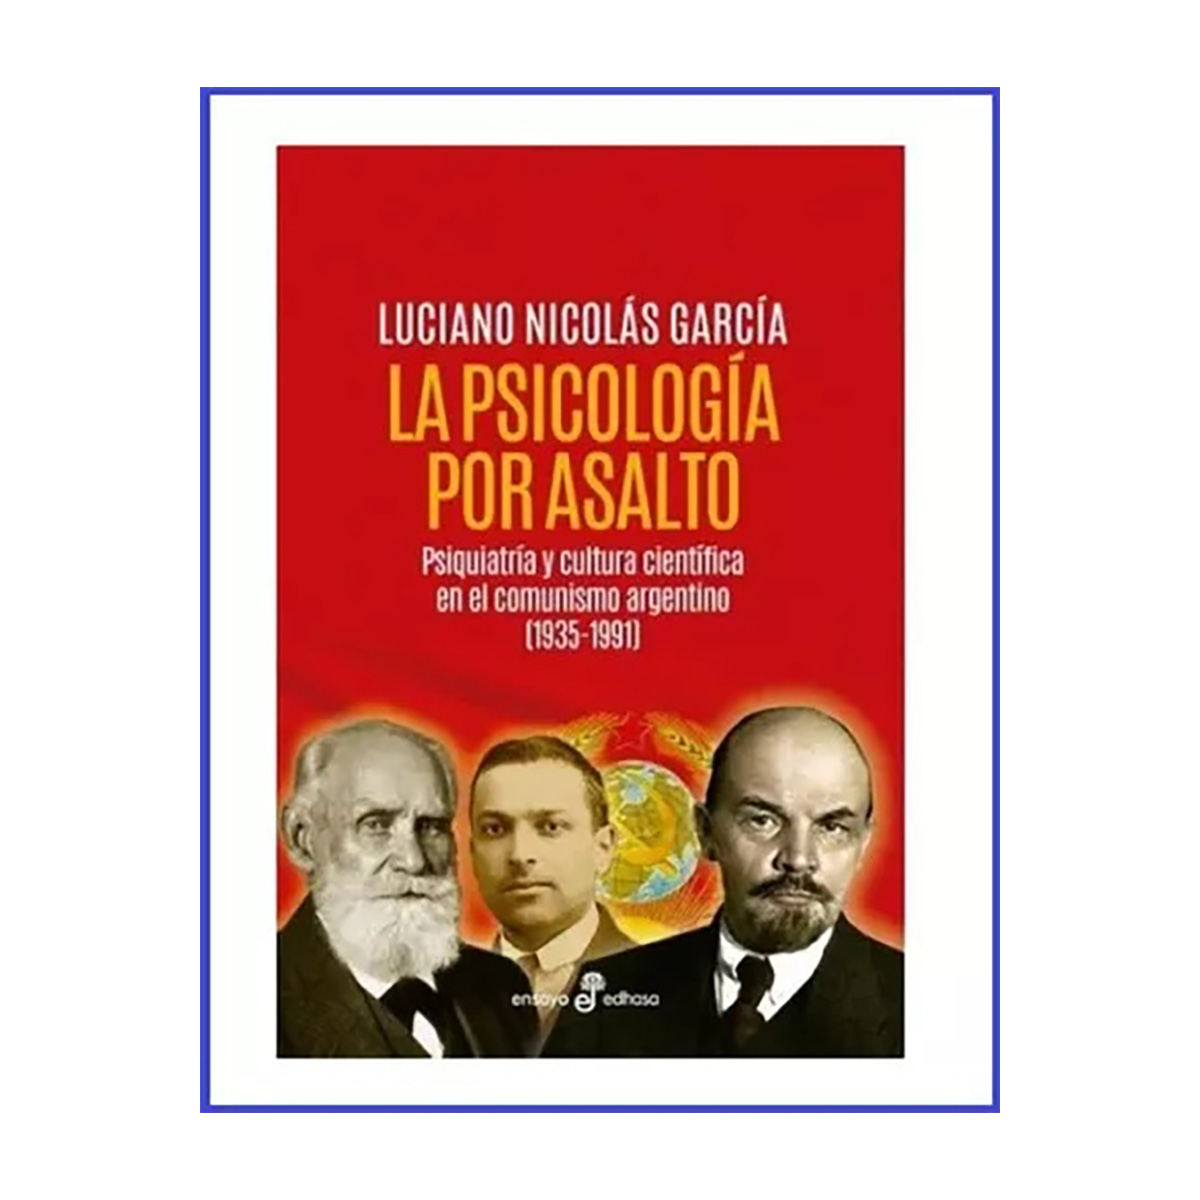 LUCIANO NICOLÁS GARCÍA
LA PSICOLOGÍA
POR ASALTO
Psiquiatría y cultura científica
en el comunismo argentino
(1935-1991)
ensayo edhasa